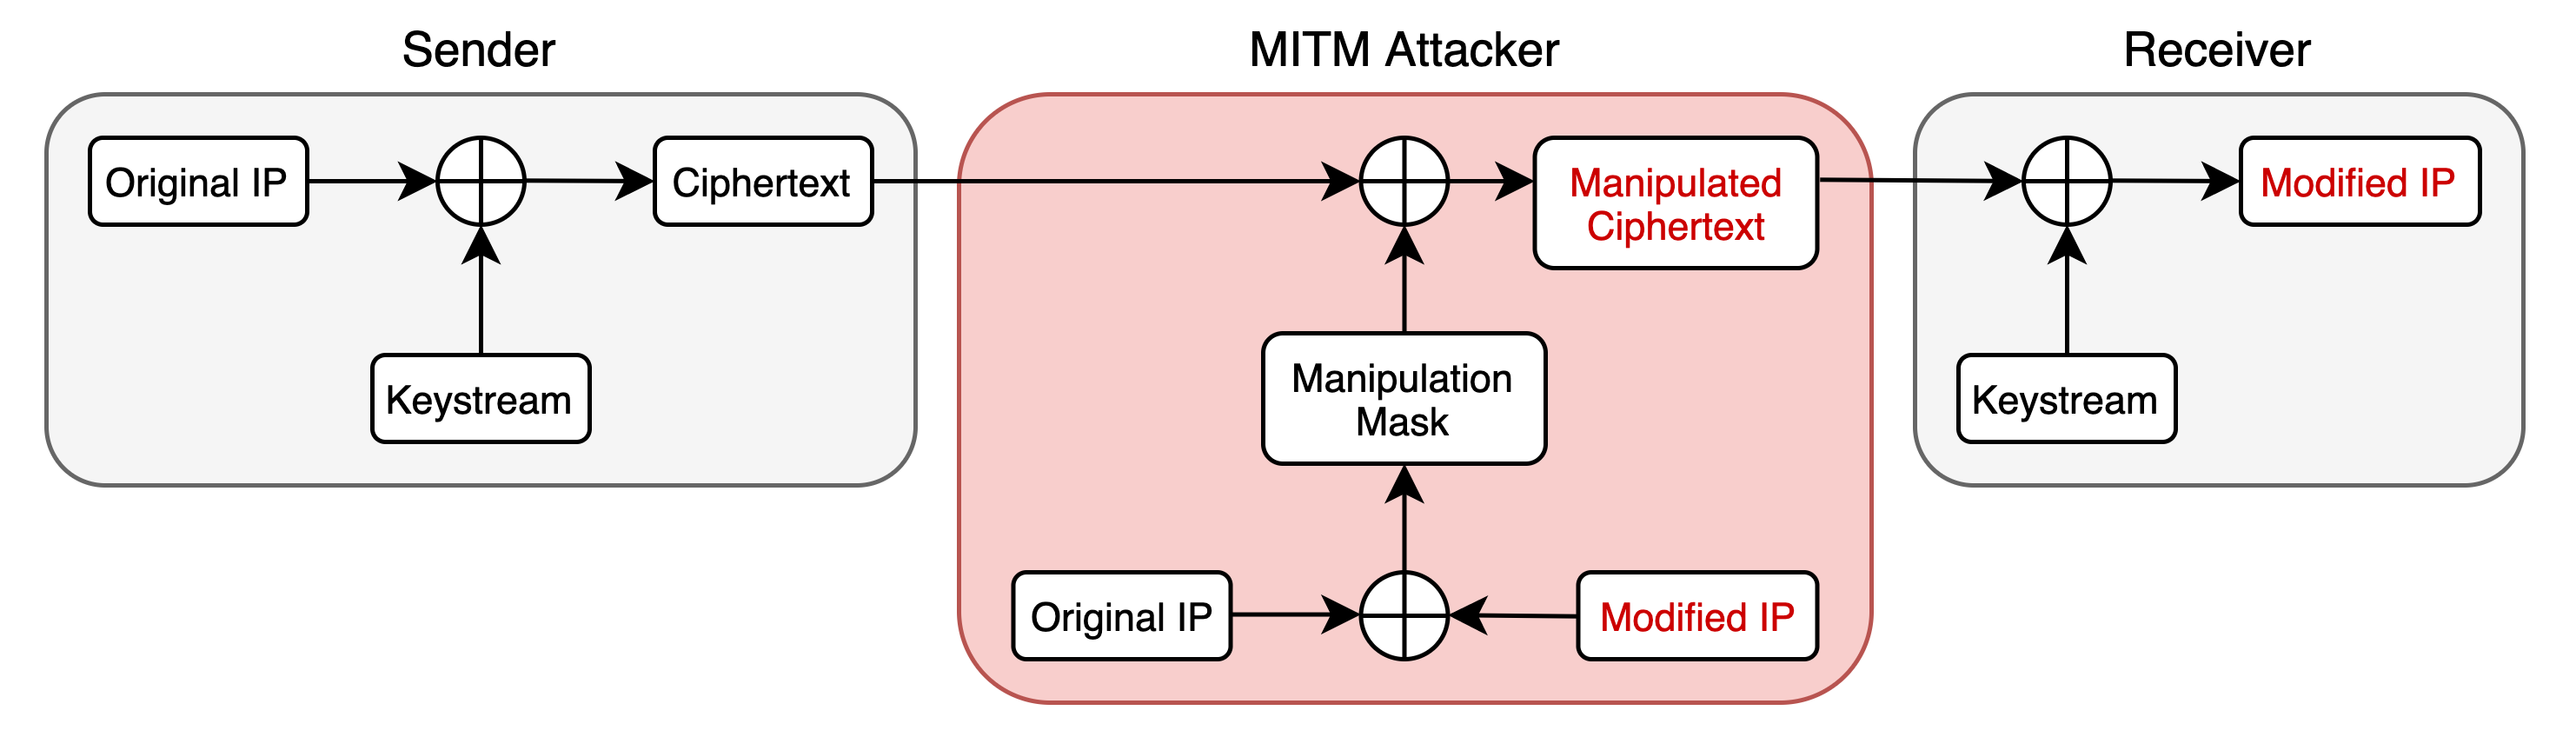 Sender
MITM Attacker
Receiver
Original IP
Ciphertext
Manipulated
Ciphertext
Modified IP
Keystream
Manipulation
Mask
Keystream
Original IP
Modified IP